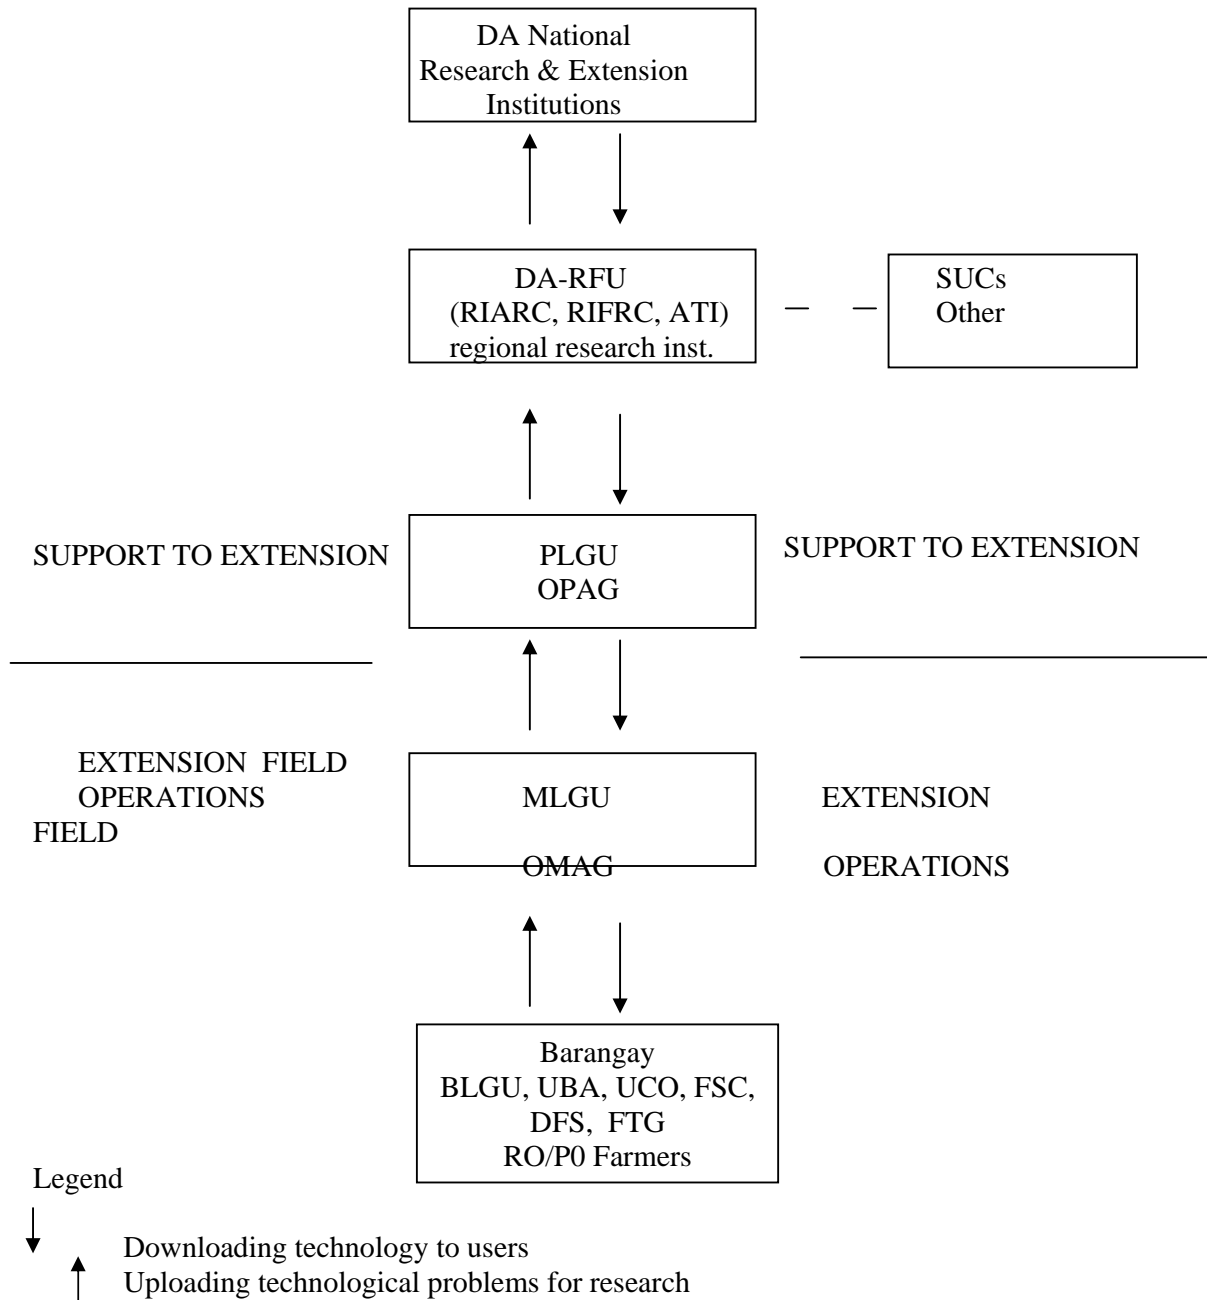 DA National
Research & Extension
Institutions
DA-RFU
(RIARC, RIFRC, ATI)
regional research inst.
SUCs
Other
SUPPORT TO EXTENSION
PLGU
OPAG
SUPPORT TO EXTENSION
EXTENSION  FIELD
OPERATIONS
FIELD
MLGU
OMAG
EXTENSION
OPERATIONS
Barangay
BLGU, UBA, UCO, FSC,
DFS,  FTG
RO/P0 Farmers
Legend
Downloading technology to users
Uploading technological problems for research